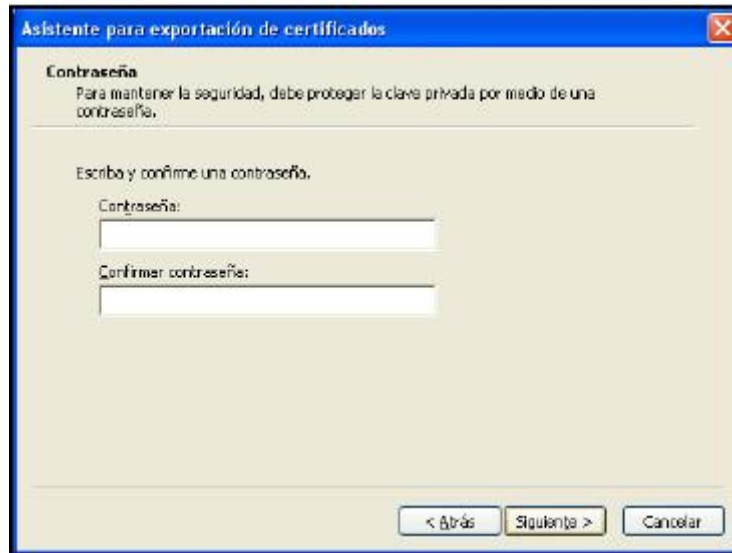 Asistente para exportación de certificados
Contraseña
Para mantener la seguridad, debe proteger la clave privada por medio de una
contraseña.
Escriba y confirme una contraseña.
Contraseña:
Confirmar contraseña:
< Atrás Siguiente > Cancelar